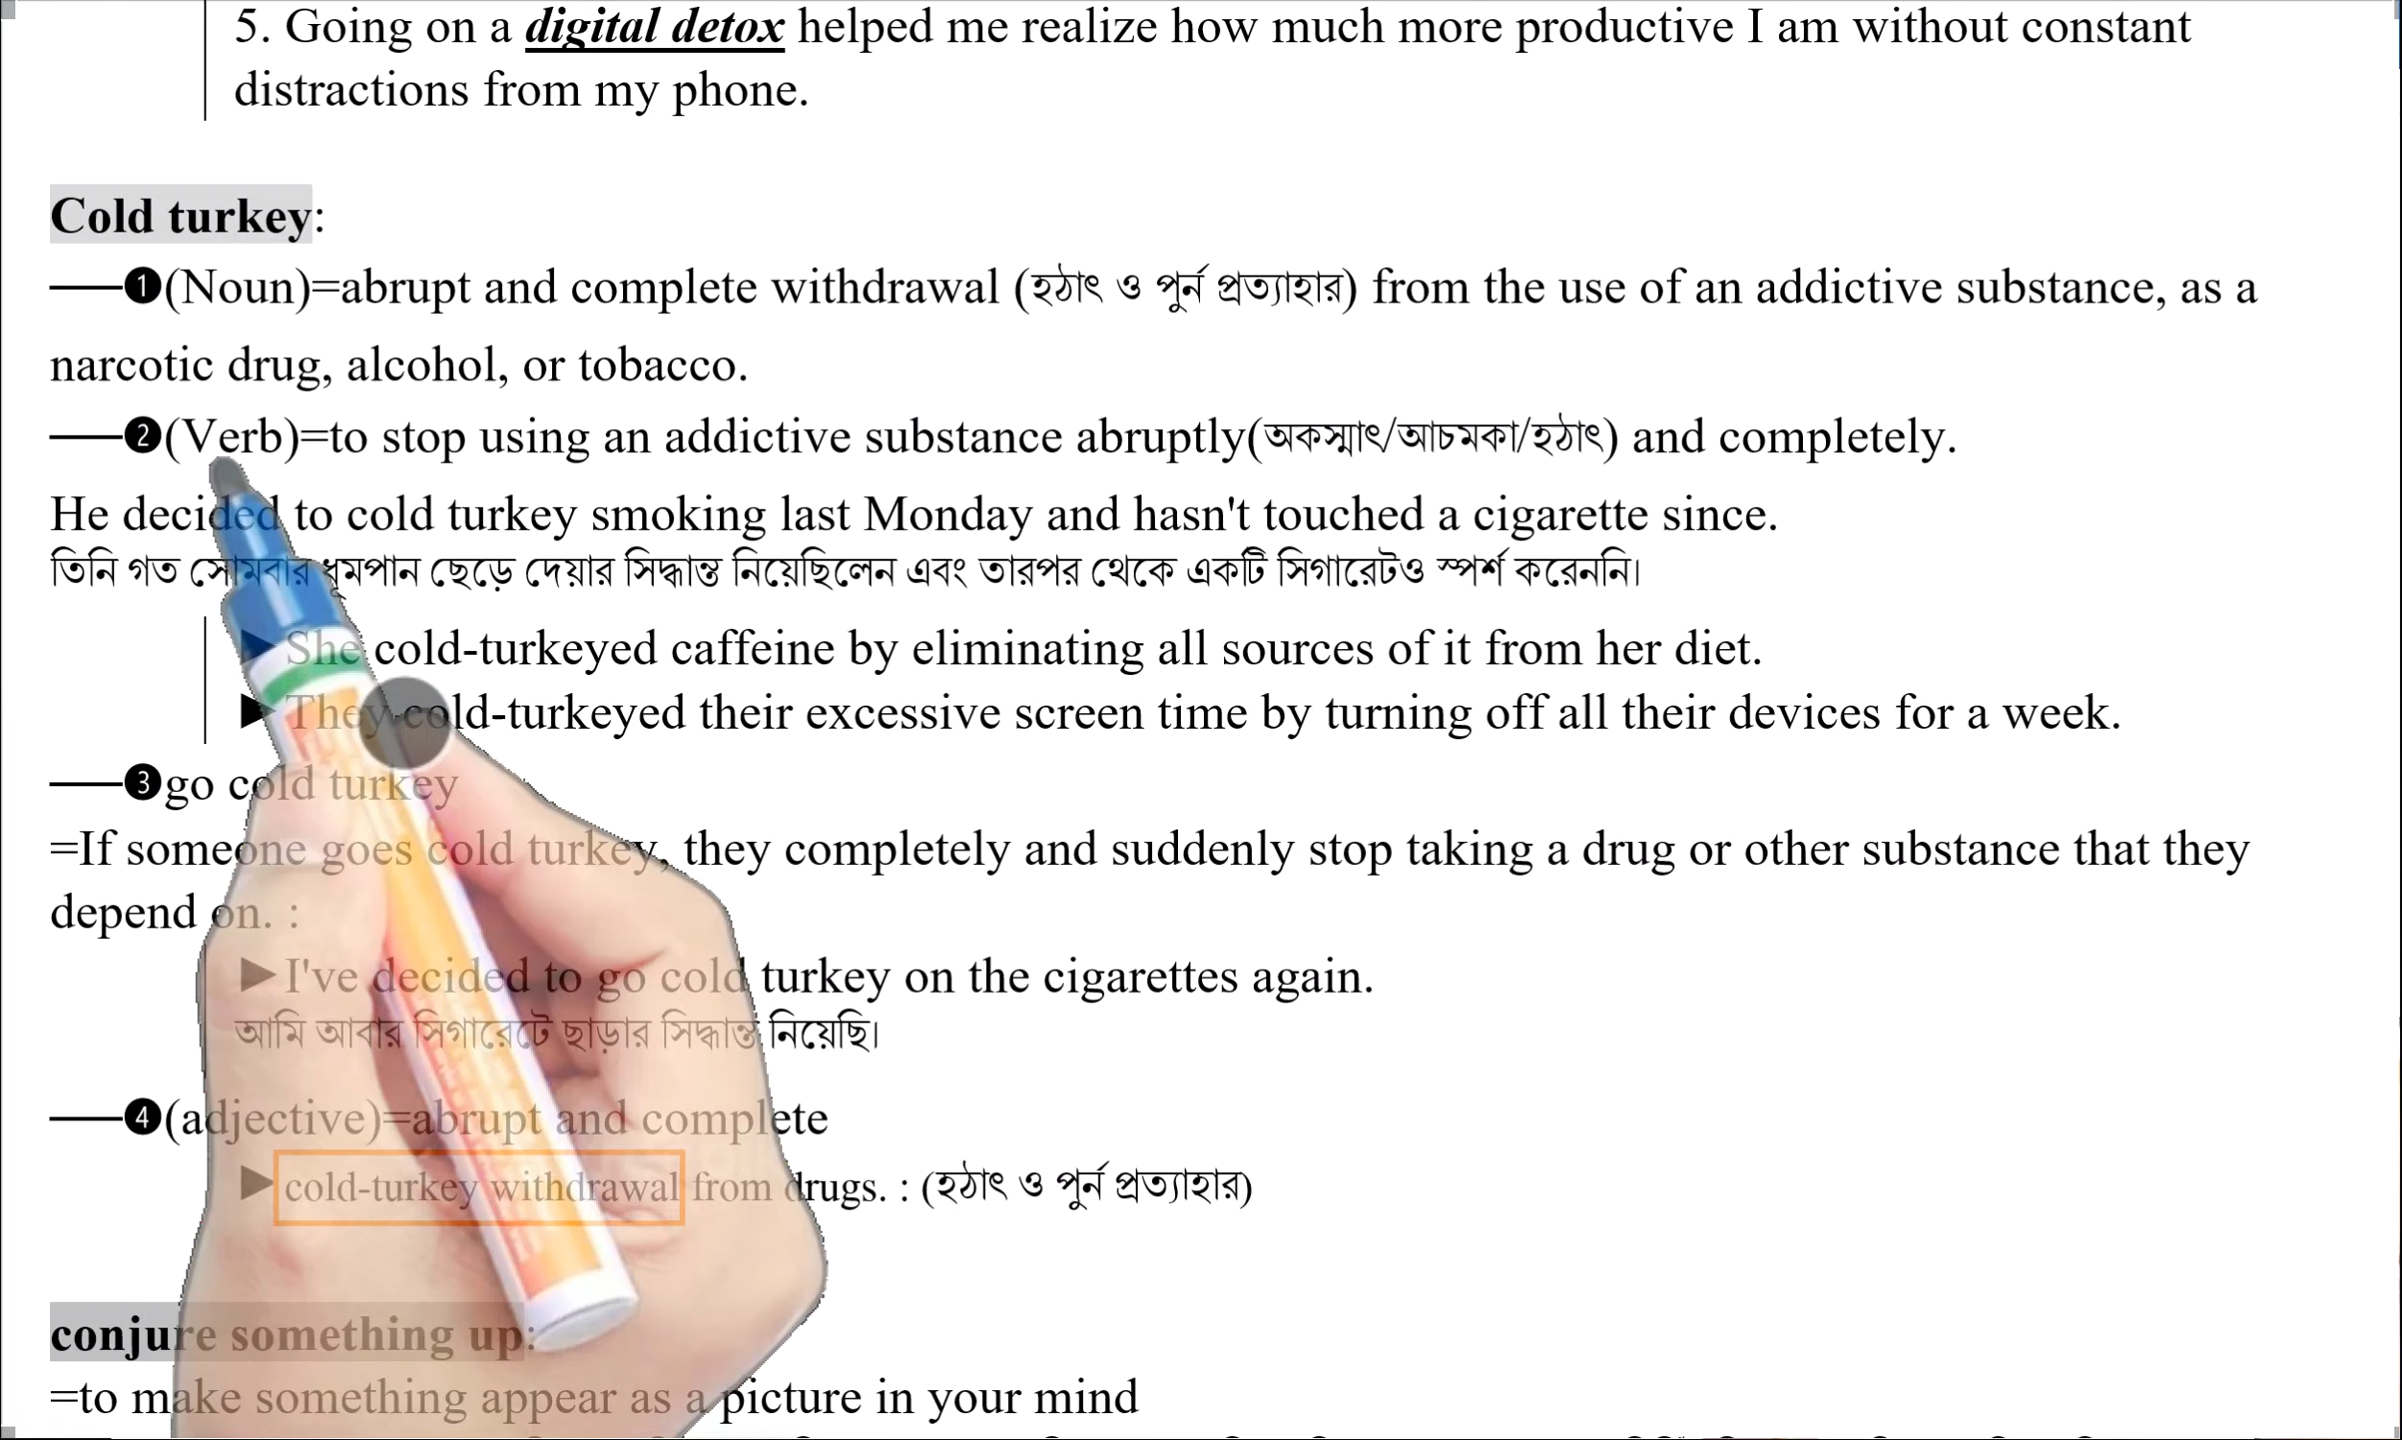 5. Going on a digital detox helped me realize how much more productive I am without constant
distractions from my phone.
Cold turkey:
❶(Noun)=abrupt and complete withdrawal (হঠাৎ ও পুর্ন প্রত্যাহার) from the use of an addictive substance, as a
narcotic drug, alcohol, or tobacco.
❷(Verb)=to stop using an addictive substance abruptly(অকস্মাৎ/আচমকা/হঠাৎ) and completely.
He decided to cold turkey smoking last Monday and hasn't touched a cigarette since.
তিনি গত সোমবার ধূমপান ছেড়ে দেয়ার সিদ্ধান্ত নিয়েছিলেন এবং তারপর থেকে একটি সিগারেটও স্পর্শ করেননি।
►She cold-turkeyed caffeine by eliminating all sources of it from her diet.
►They cold-turkeyed their excessive screen time by turning off all their devices for a week.
❸go cold turkey
=If someone goes cold turkey, they completely and suddenly stop taking a drug or other substance that they
depend on. :
►I've decided to go cold turkey on the cigarettes again.
আমি আবার সিগারেটে ছাড়ার সিদ্ধান্ত নিয়েছি।
❹(adjective)=abrupt and complete
►cold-turkey withdrawal from drugs. : (হঠাৎ ও পুর্ন প্রত্যাহার)
conjure something up:
=to make something appear as a picture in your mind